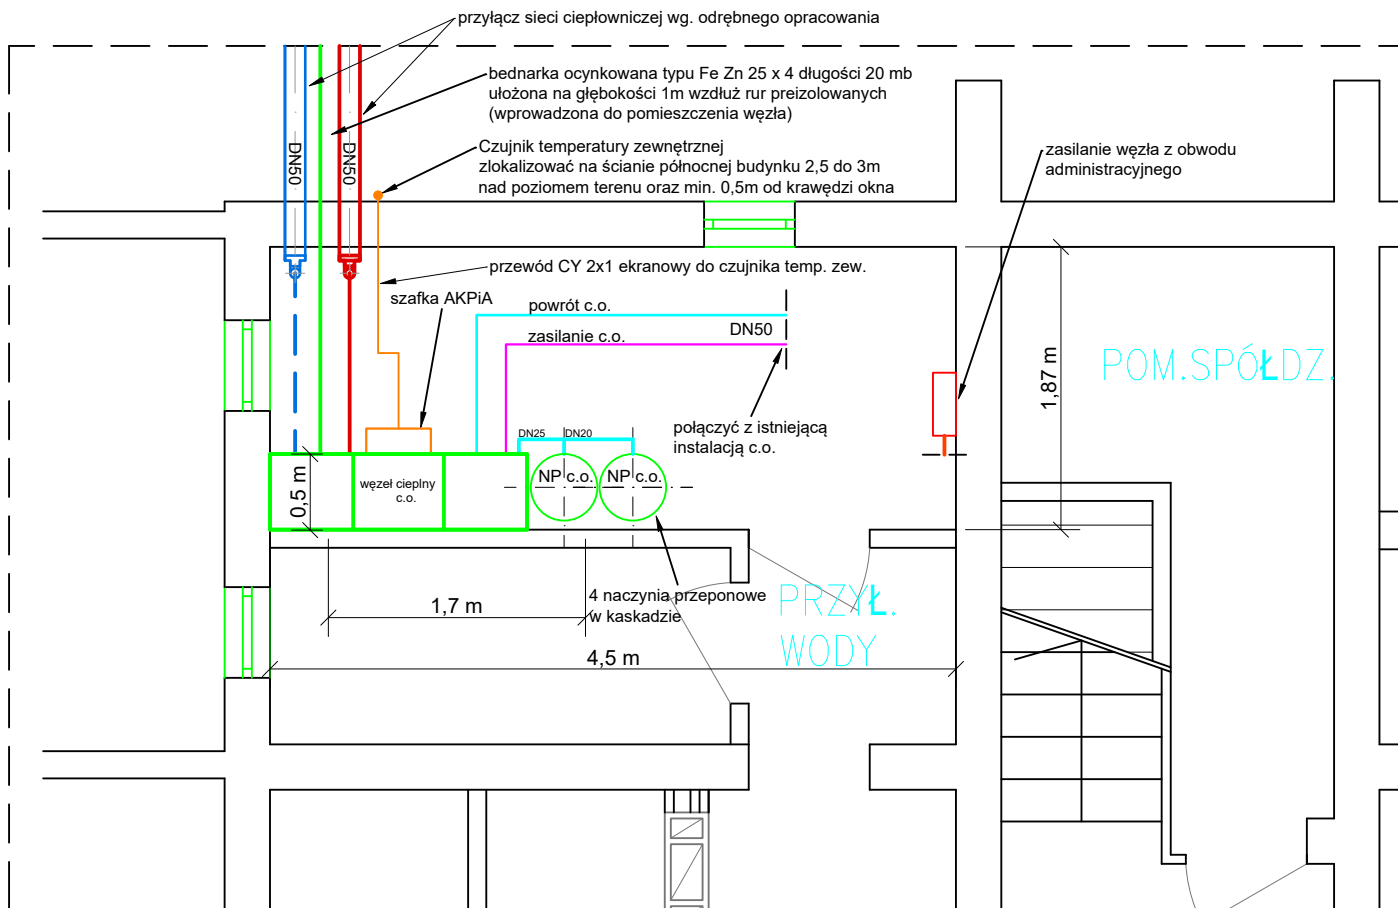 przyłącz sieci ciepłowniczej wg. odrębnego opracowania
bednarka ocynkowana typu Fe Zn 25 x 4 długości 20 mb
ułożona na głębokości 1m wzdłuż rur preizolowanych
(wprowadzona do pomieszczenia węzła)
DN50
DN50
Czujnik temperatury zewnętrznej
zlokalizować na ścianie północnej budynku 2,5 do 3m
nad poziomem terenu oraz min. 0,5m od krawędzi okna
zasilanie węzła z obwodu
administracyjnego
przewód CY 2x1 ekranowy do czujnika temp. zew.
szafka AKPiA
powrót c.o.
zasilanie c.o.
DN50
1,87 m
POM.SPÓŁDZ.
połączyć z istniejącą
instalacją c.o.
DN25
DN20
0,5 m
węzeł cieplny
c.o.
NP c.o.
NP c.o.
4 naczynia przeponowe
w kaskadzie
1,7 m
PRZYŁ.
WODY
4,5 m